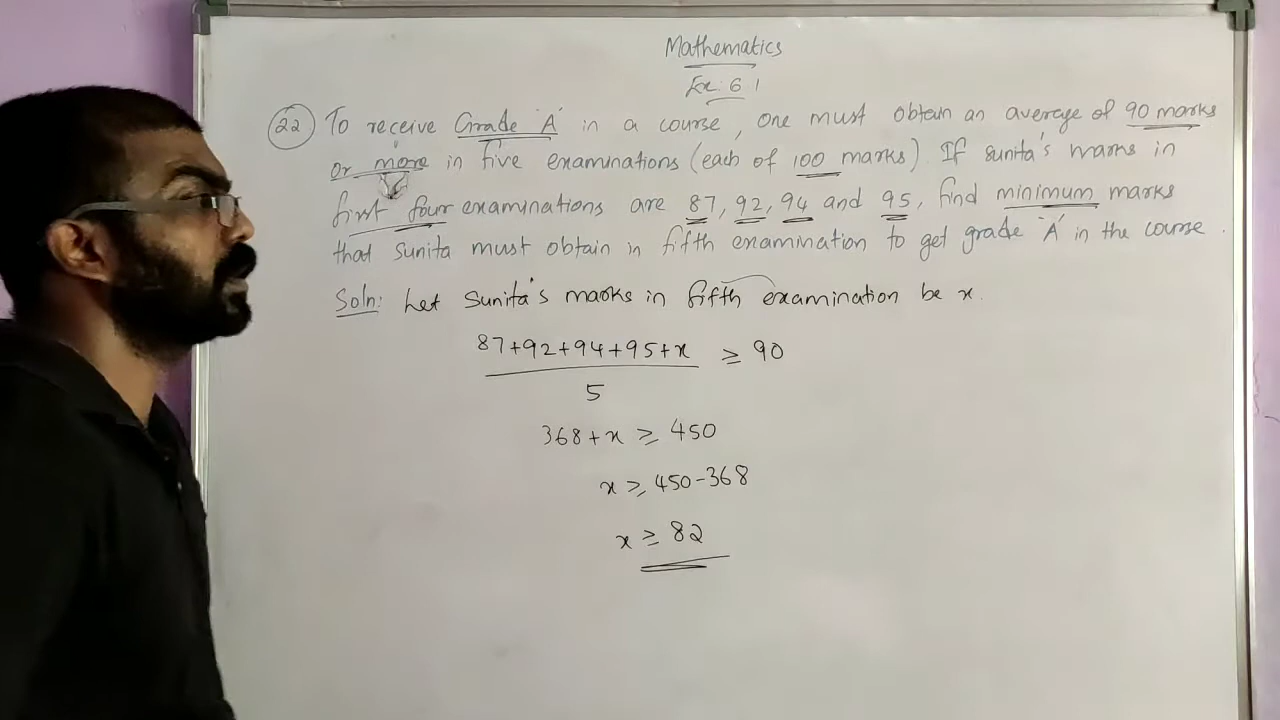 Mathematics
Ex. 6.1
22 To receive Grade 'A' in a course, one must obtain an average of 90 marks
or more in five examinations (each of 100 marks). If Sunita's marks in
first four examinations are 87, 92, 94 and 95, find minimum marks
that Sunita must obtain in fifth examination to get grade 'A' in the course.
Soln: Let Sunita's marks in fifth examination be x.
87+92+94+95+x
≥ 90
5
368+x ≥ 450
x ≥ 450-368
x ≥ 82